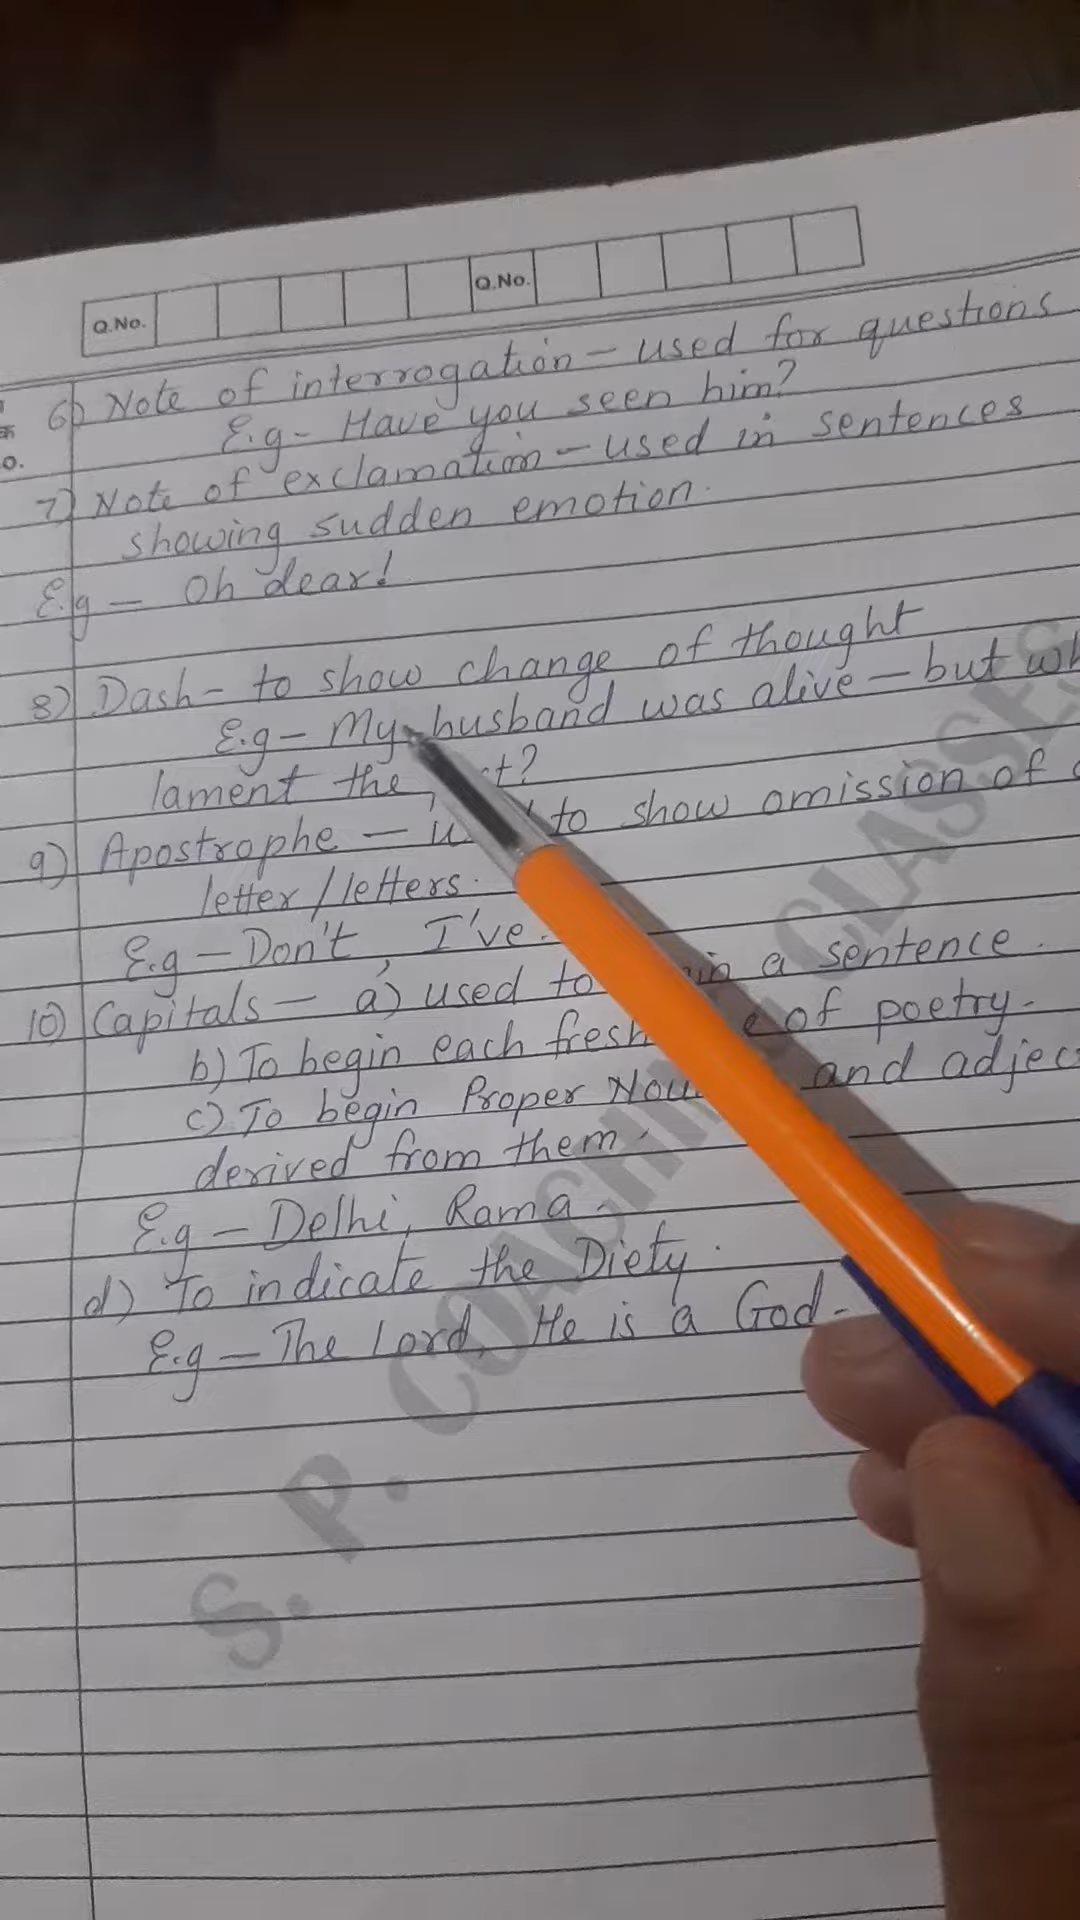 Q.No.
Q.No.
6) Note of interrogation – used for questions
E.g – Have you seen him?
7) Note of exclamation – used in sentences
showing sudden emotion.
E.g – Oh dear!
8) Dash – to show change of thought
E.g – My husband was alive – but
lament the
9) Apostrophe – to show omission of
letter/letters.
E.g – Don't, I've.
10) Capitals – a) used to a sentence.
b) To begin each fresh of poetry.
c) To begin Proper and
derived from them.
E.g – Delhi, Rama.
d) To indicate the Diety.
E.g – The Lord, He is a God.
S. P. COACHING CLASSES